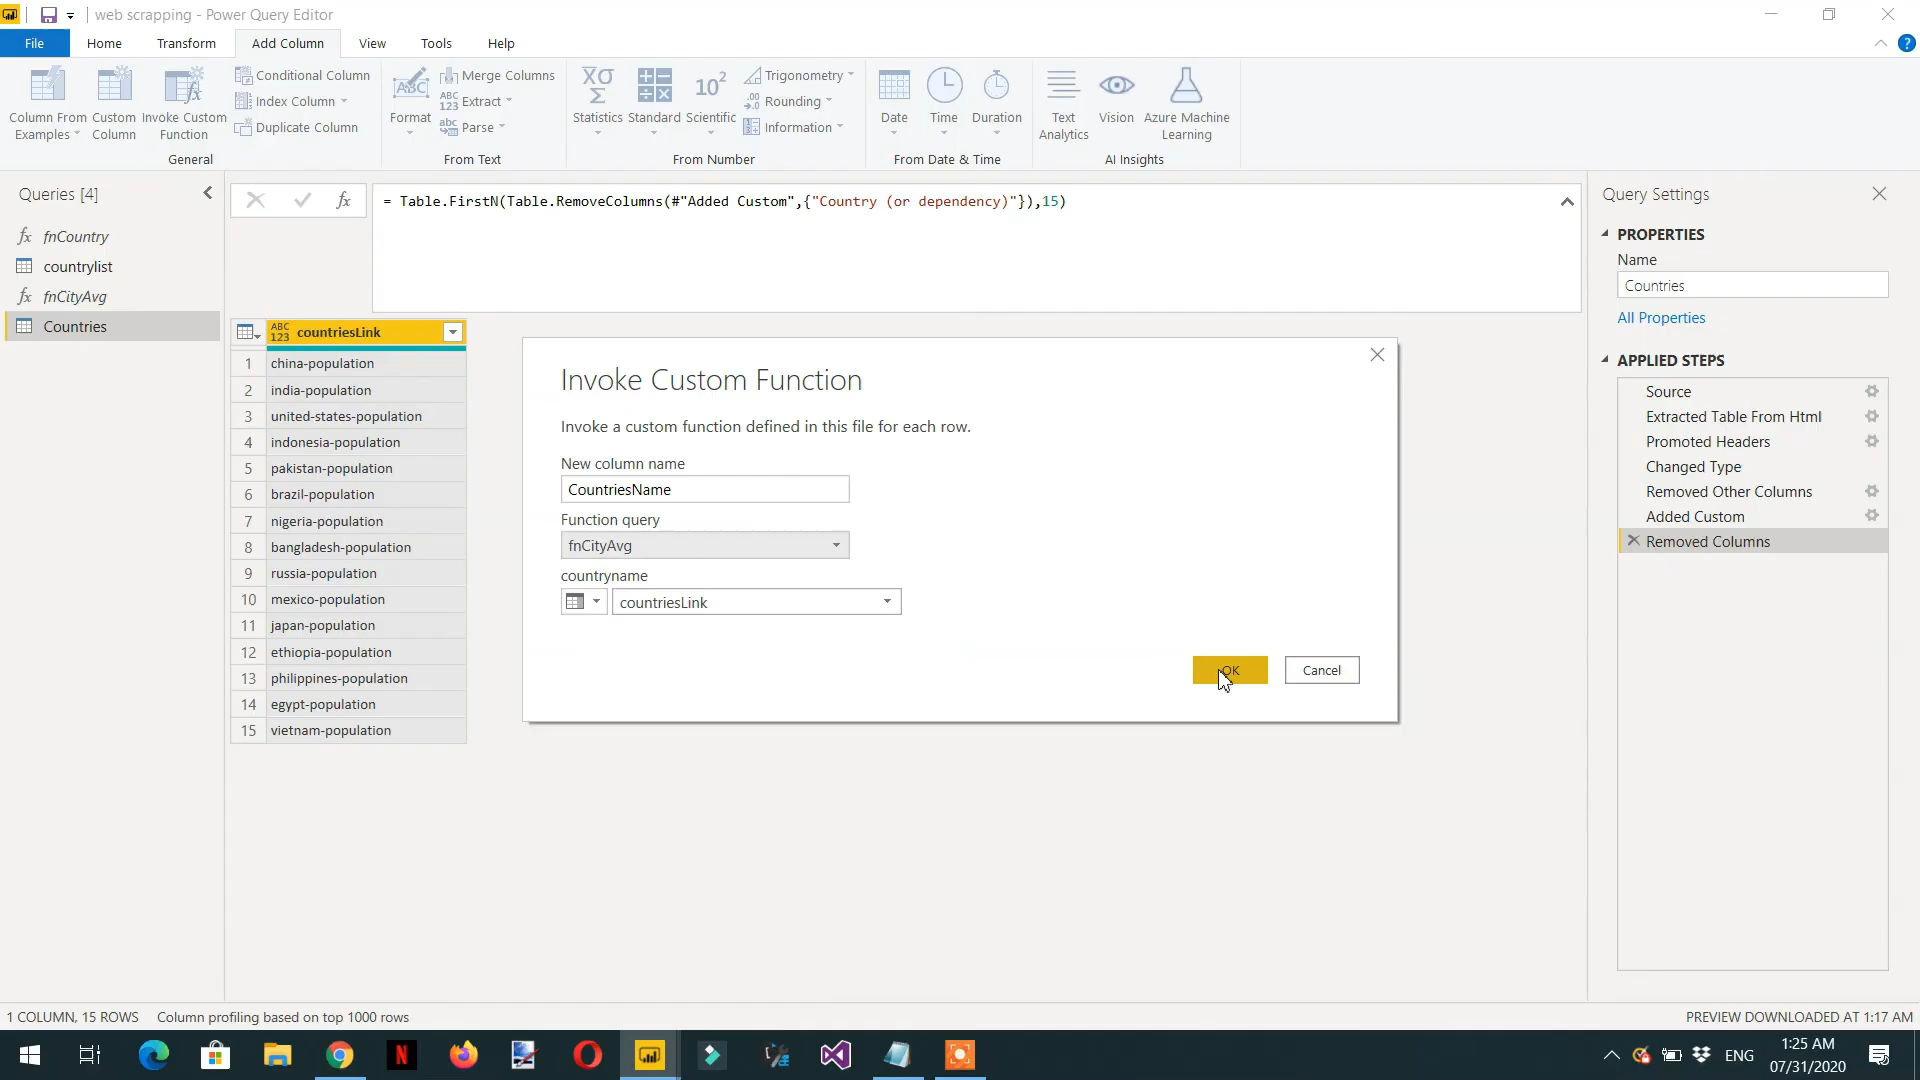 web scrapping - Power Query Editor
File
Home
Transform
Add Column
View
Tools
Help
Column From
Examples
Custom
Column
Invoke Custom
Function
Conditional Column
Index Column
Duplicate Column
General
Format
Merge Columns
Extract
Parse
From Text
Statistics
Standard
Scientific
Trigonometry
Rounding
Information
From Number
Date
Time
Duration
From Date & Time
Text
Analytics
Vision
Azure Machine
Learning
AI Insights
Queries [4]
fnCountry
countrylist
fnCityAvg
Countries
= Table.FirstN(Table.RemoveColumns(#"Added Custom",{"Country (or dependency)"}),15)
ABC
123
countriesLink
1 china-population
2 india-population
3 united-states-population
4 indonesia-population
5 pakistan-population
6 brazil-population
7 nigeria-population
8 bangladesh-population
9 russia-population
10 mexico-population
11 japan-population
12 ethiopia-population
13 philippines-population
14 egypt-population
15 vietnam-population
Invoke Custom Function
Invoke a custom function defined in this file for each row.
New column name
CountriesName
Function query
fnCityAvg
countryname
countriesLink
OK
Cancel
Query Settings
PROPERTIES
Name
Countries
All Properties
APPLIED STEPS
Source
Extracted Table From Html
Promoted Headers
Changed Type
Removed Other Columns
Added Custom
Removed Columns
1 COLUMN, 15 ROWS
Column profiling based on top 1000 rows
PREVIEW DOWNLOADED AT 1:17 AM
ENG
1:25 AM
07/31/2020